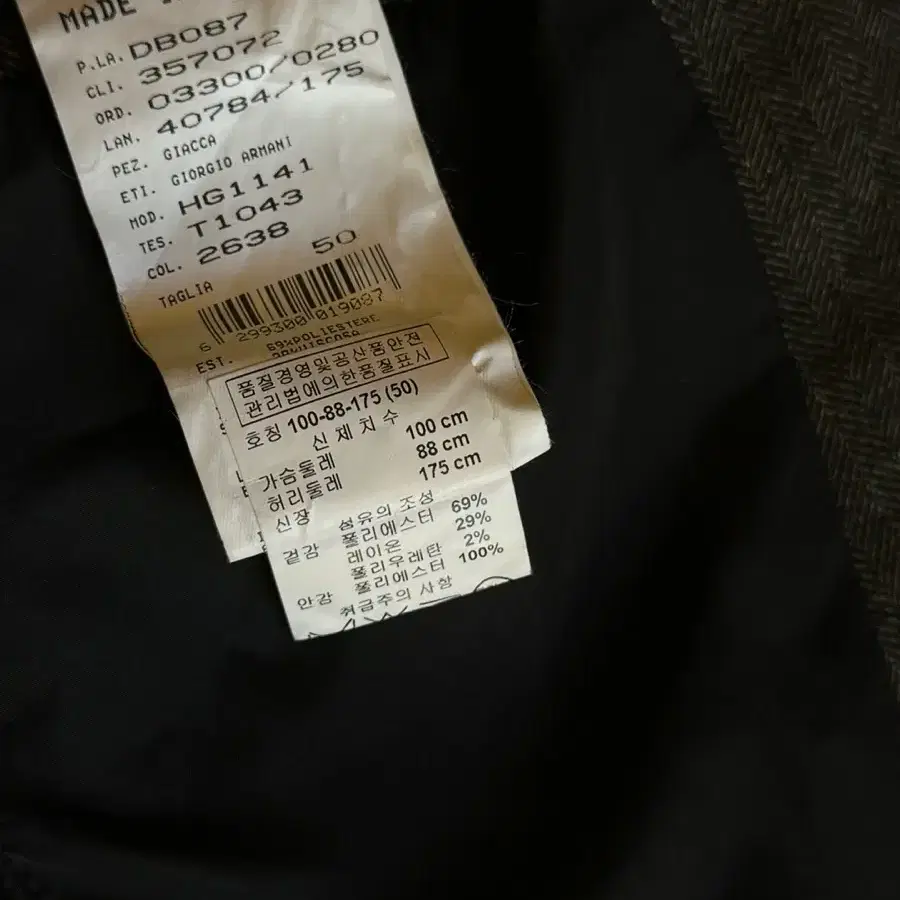 MADE
P.LA. DB087
CLI. 357072
ORD. 03300/0280
LAN. 40784/175
PEZ. GIACCA
ETI. GIORGIO ARMANI
MOD. HG1141
TES. T1043
COL. 2638
TAGLIA 50
6 299300 019087
EST. 69%POLIESTERE
품질경영및공산품안전
관리법에의한품질표시
호칭 100-88-175 (50)
신체치수
가슴둘레 100 cm
허리둘레 88 cm
신장 175 cm
섬유의 조성
겉감 폴리에스터 69%
레이온 29%
폴리우레탄 2%
안감 폴리에스터 100%
취급주의 사항